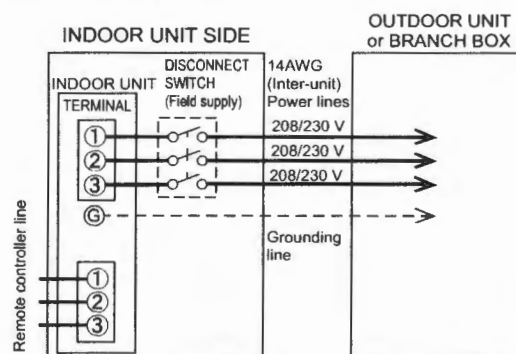 INDOOR UNIT SIDE
OUTDOOR UNIT
or BRANCH BOX
DISCONNECT
SWITCH
(Field supply)
14AWG
(Inter-unit)
Power lines
INDOOR UNIT
TERMINAL
1
208/230 V
2
208/230 V
3
208/230 V
G
Grounding
line
Remote controller line
1
2
3